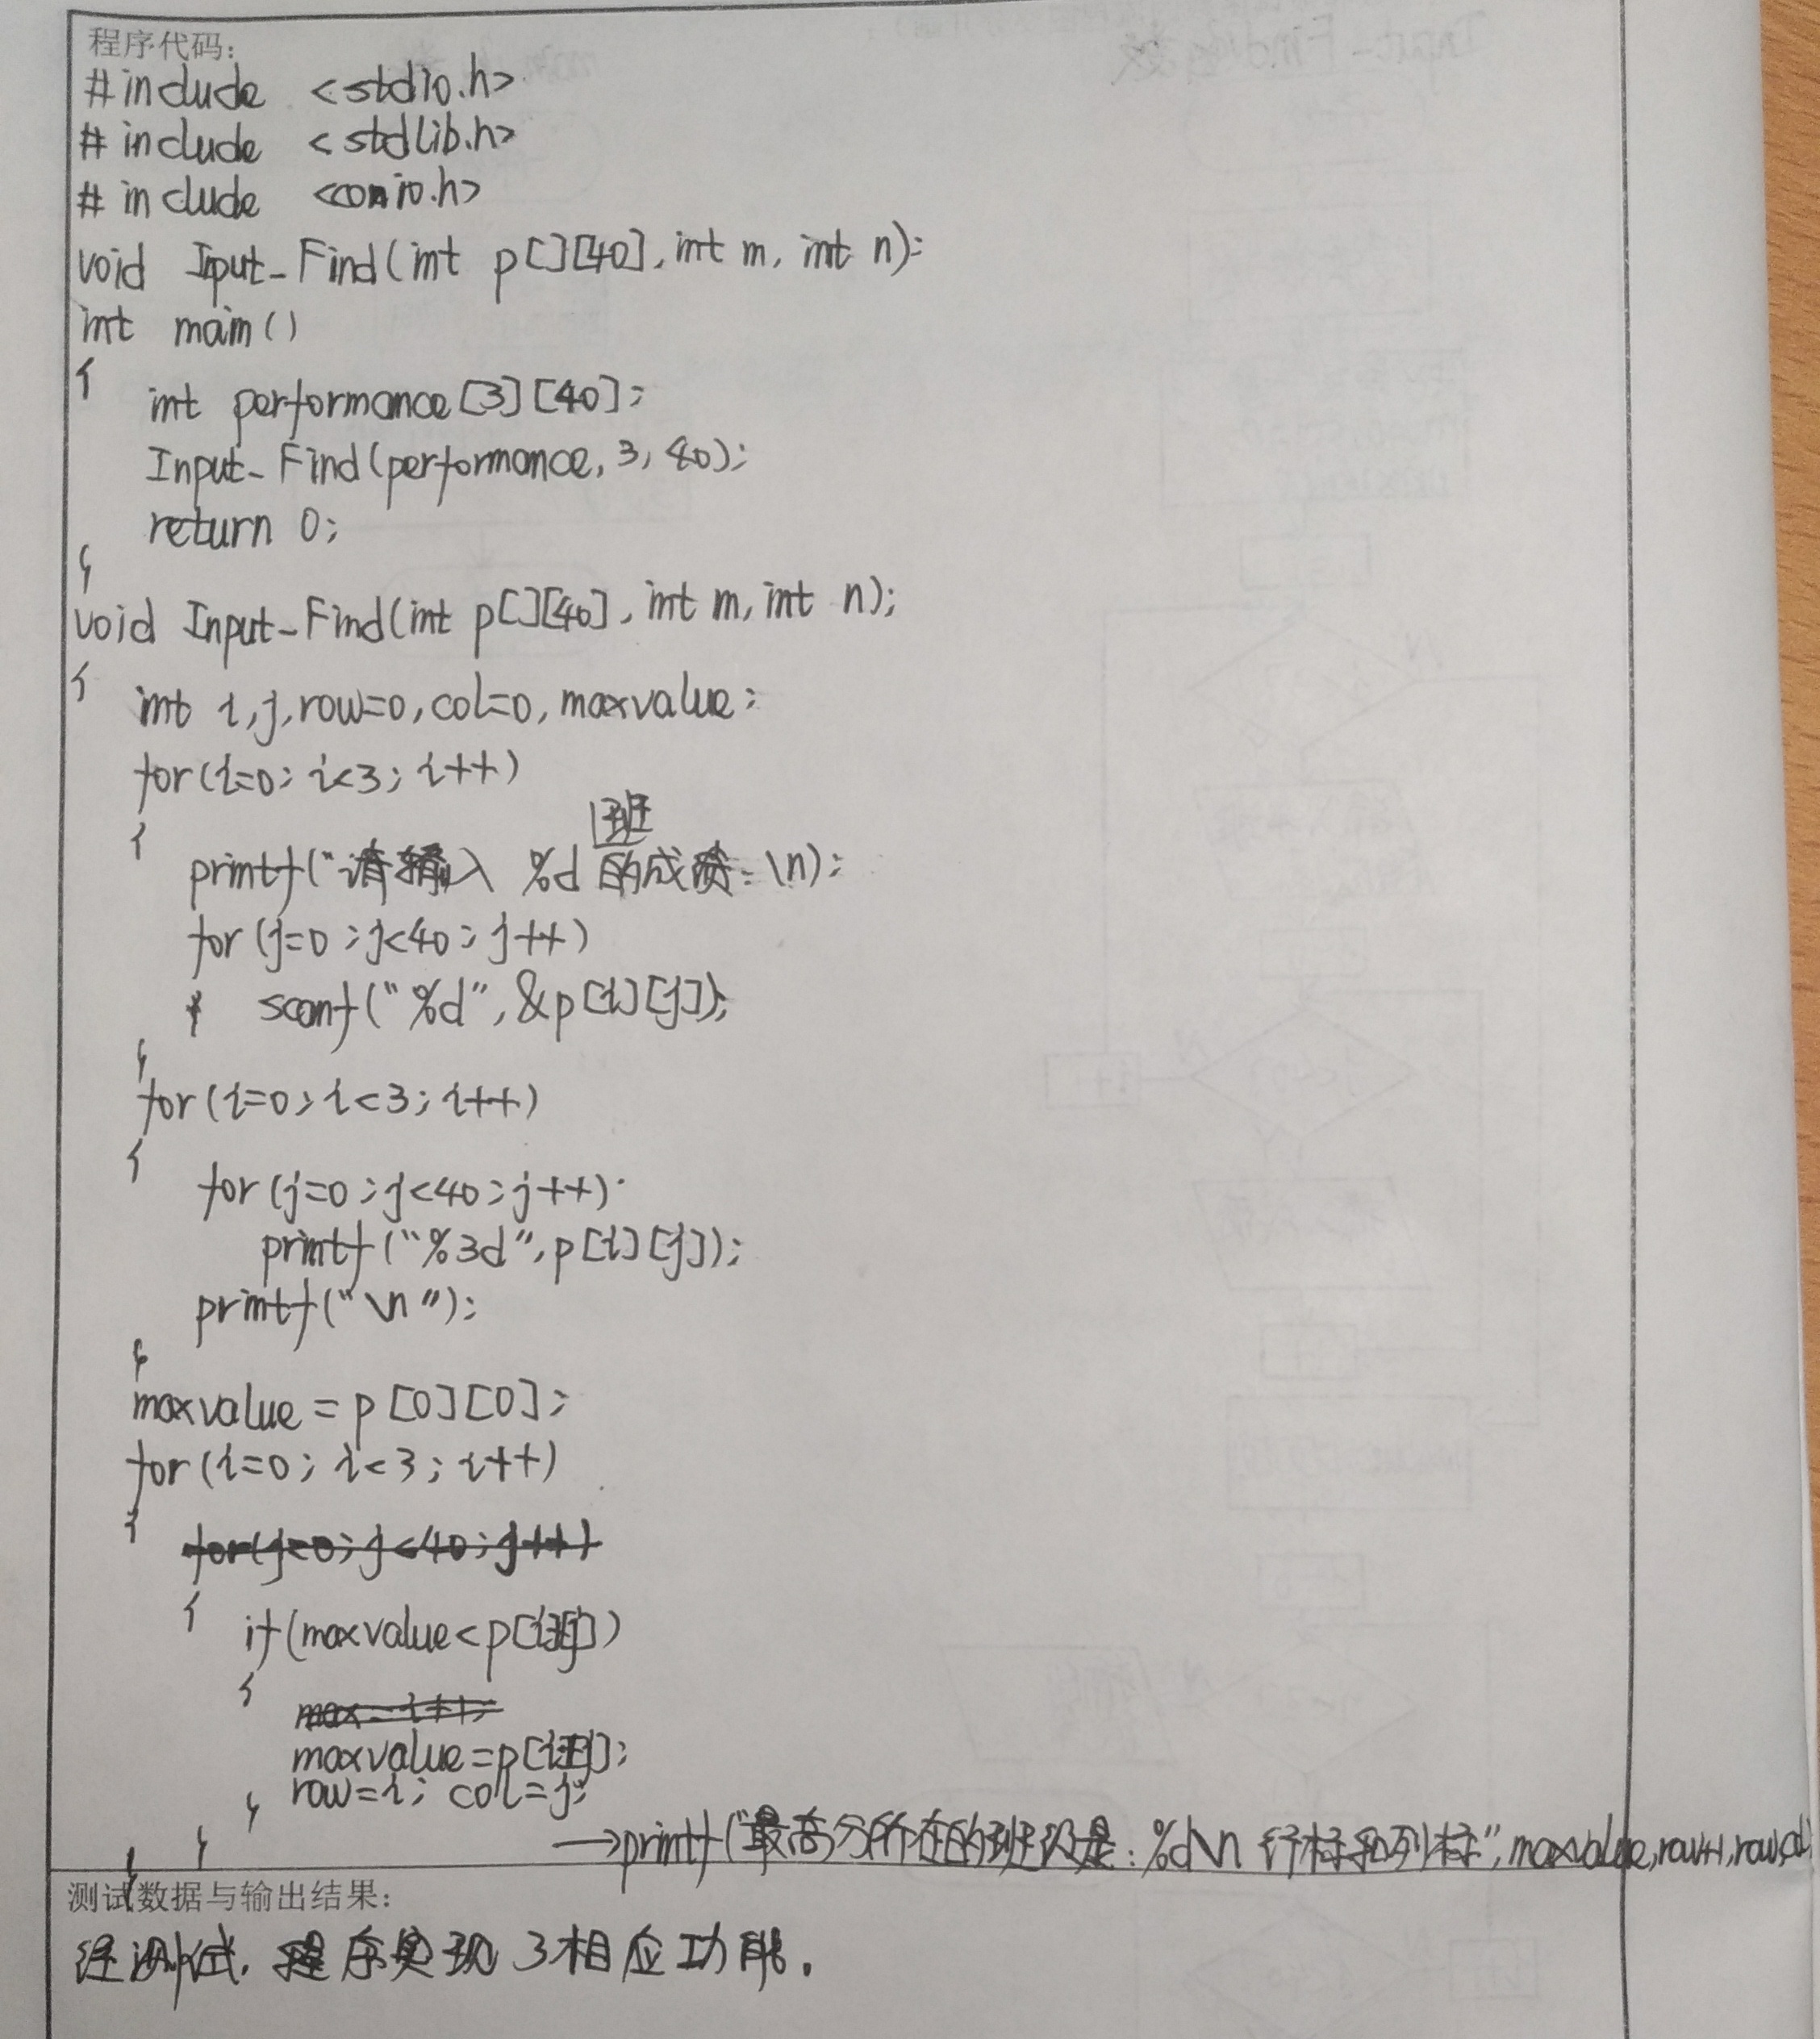 程序代码：
#include <stdio.h>
# include <stdlib.h>
# include <conio.h>
void Input_Find(int p[][40], int m, int n);
int main()
{
int performance[3][40];
Input_Find(performance, 3, 40);
return 0;
}
void Input_Find(int p[][40], int m, int n);
{
int i,j,row=0,col=0,maxvalue;
for(i=0; i<3; i++)
{
printf("请输入 %d班的成绩:\n);
for(j=0;j<40;j++)
scanf("%d",&p[i][j]);
}
for(i=0;i<3;i++)
{
for(j=0;j<40;j++)
printf("%3d",p[i][j]);
printf("\n");
}
maxvalue = p[0][0];
for(i=0; i<3; i++)
{
for(j=0;j<40;j++)
{
if(maxvalue<p[i][j])
{
max=i+1;
maxvalue=p[i][j];
row=i; col=j;
}
}
→printf("最高分所在的班级是:%d\n 行标和列标",maxvalue,row+1,row,col
}
测试数据与输出结果：
经测试，程序实现了相应功能.